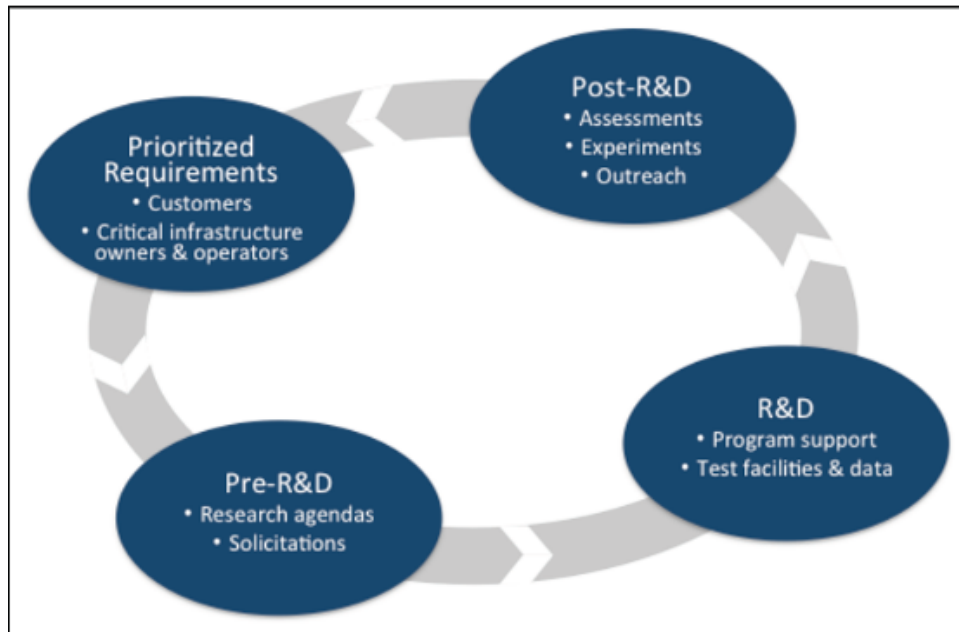 Post-R&D
• Assessments
• Experiments
• Outreach
Prioritized
Requirements
• Customers
• Critical infrastructure
owners & operators
R&D
• Program support
• Test facilities & data
Pre-R&D
• Research agendas
• Solicitations